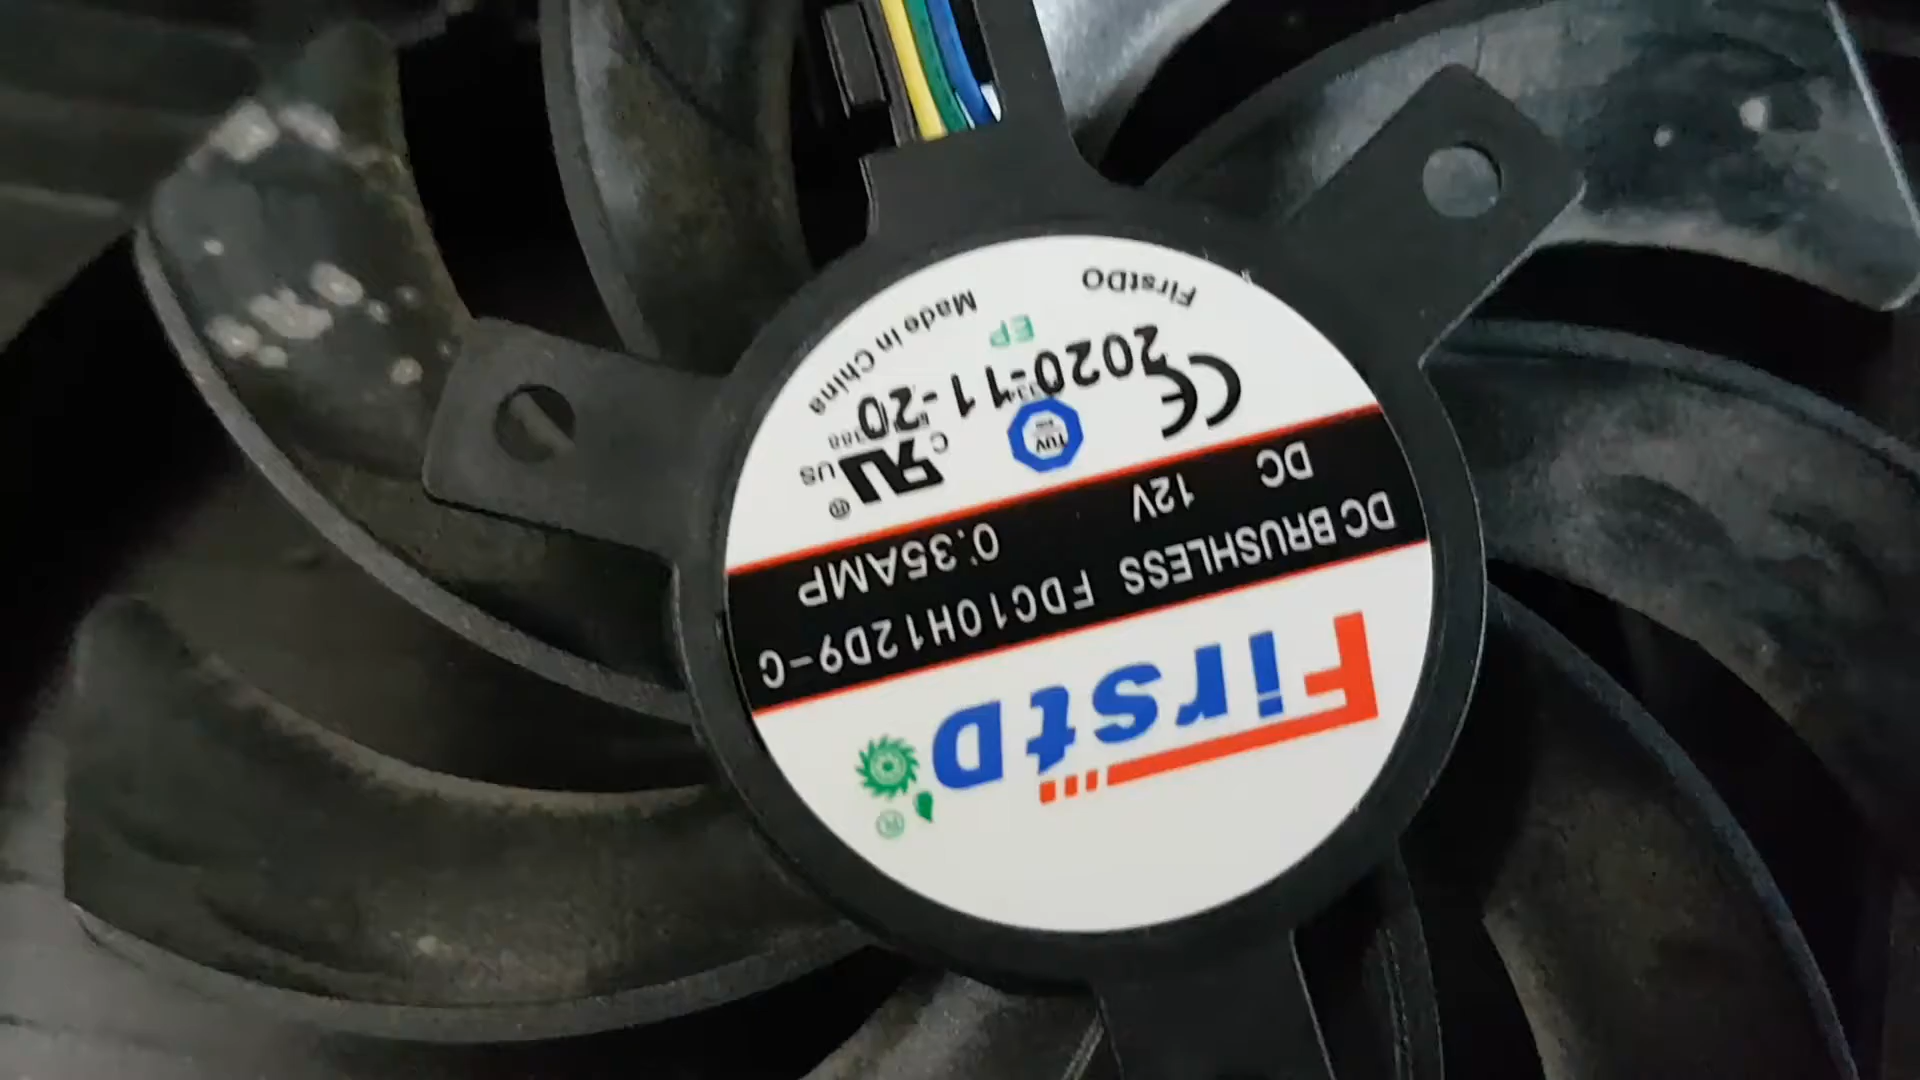 FirstD
®
DC BRUSHLESS FDC10H12D9-C
DC 12V 0.35AMP
CE
TUV
C
US
®
2020-11-20
EP
FirstDO
Made in China